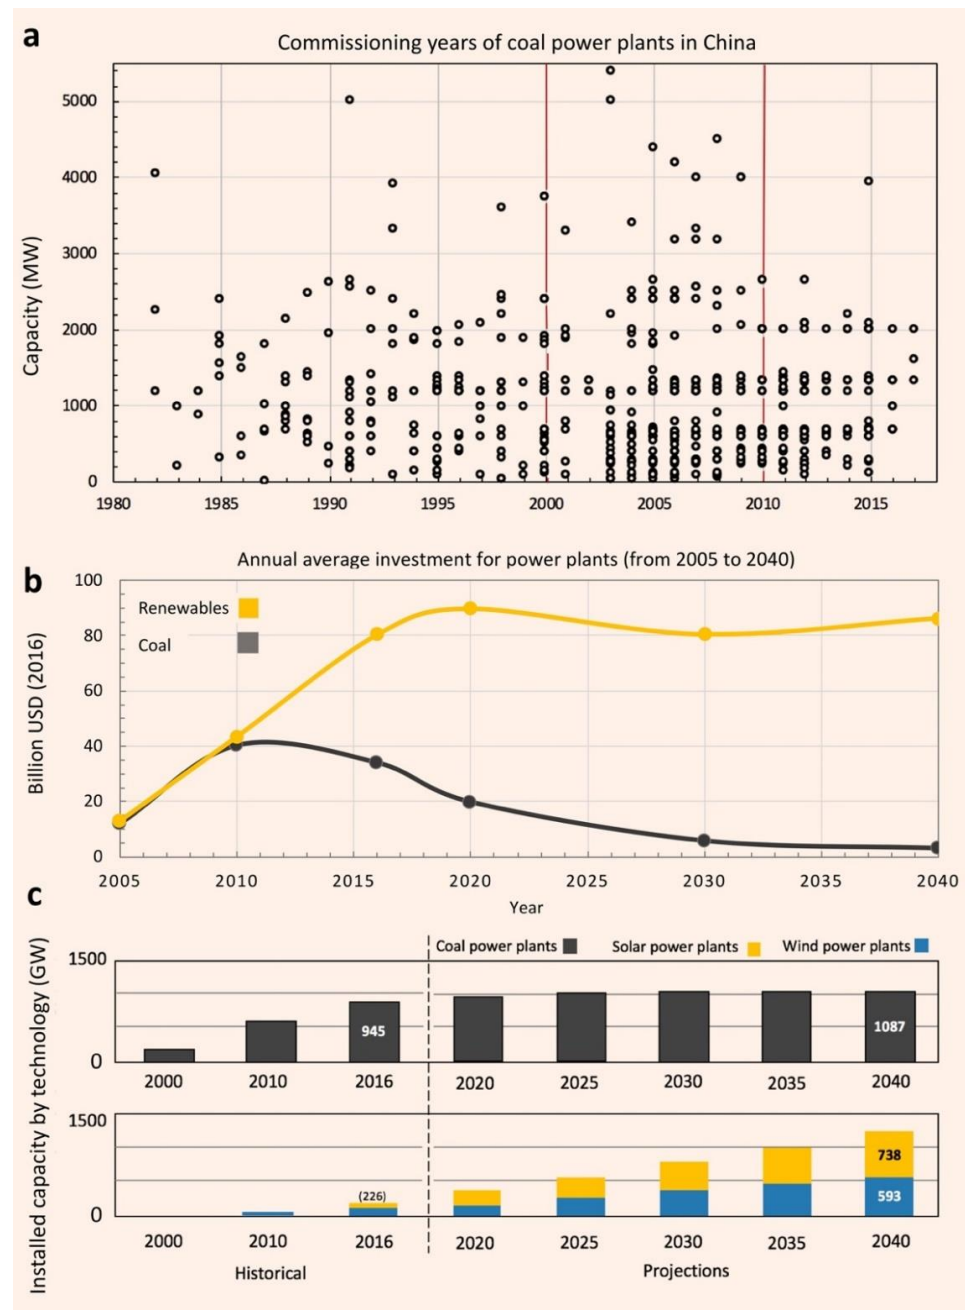 a
Commissioning years of coal power plants in China
Capacity (MW)
5000
4000
3000
2000
1000
0
1980 1985 1990 1995 2000 2005 2010 2015
b
Annual average investment for power plants (from 2005 to 2040)
Billion USD (2016)
100
80
60
40
20
0
Renewables
Coal
2005 2010 2015 2020 2025 2030 2035 2040
Year
c
Installed capacity by technology (GW)
Coal power plants Solar power plants Wind power plants
1500
0
945
1087
2000 2010 2016 2020 2025 2030 2035 2040
1500
0
(226)
738
593
2000 2010 2016 2020 2025 2030 2035 2040
Historical Projections